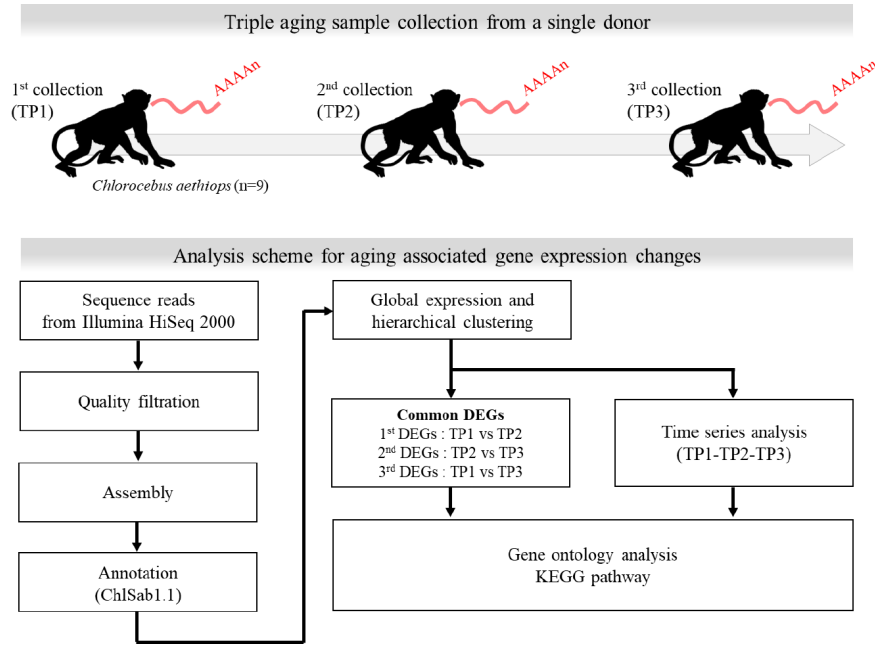 Triple aging sample collection from a single donor
1st collection
(TP1)
AAAAn
2nd collection
(TP2)
AAAAn
3rd collection
(TP3)
AAAAn
Chlorocebus aethiops (n=9)
Analysis scheme for aging associated gene expression changes
Sequence reads
from Illumina HiSeq 2000
Quality filtration
Assembly
Annotation
(ChlSab1.1)
Global expression and
hierarchical clustering
Common DEGs
1st DEGs : TP1 vs TP2
2nd DEGs : TP2 vs TP3
3rd DEGs : TP1 vs TP3
Time series analysis
(TP1-TP2-TP3)
Gene ontology analysis
KEGG pathway